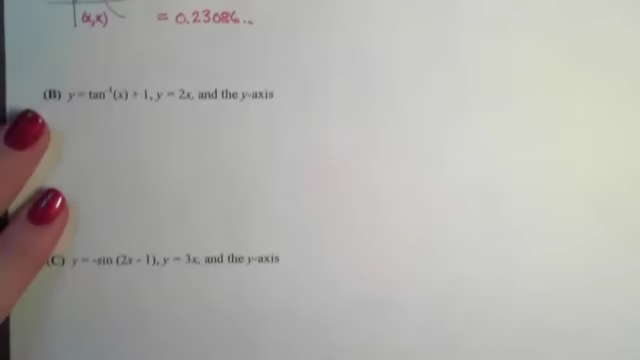 (x,x) = 0.23086...
(B) y = tan⁻¹(x) + 1, y = 2x, and the y-axis
(C) y = -sin (2x - 1), y = 3x, and the y-axis